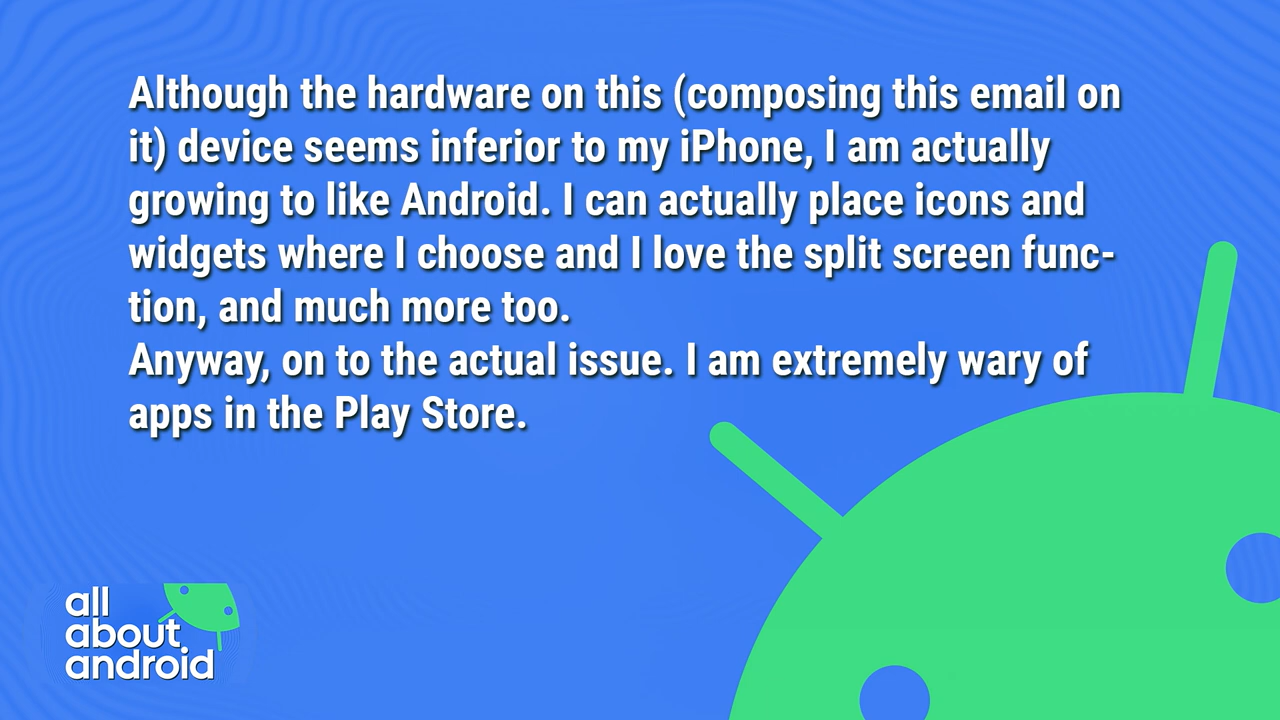 Although the hardware on this (composing this email on
it) device seems inferior to my iPhone, I am actually
growing to like Android. I can actually place icons and
widgets where I choose and I love the split screen func-
tion, and much more too.
Anyway, on to the actual issue. I am extremely wary of
apps in the Play Store.
all
about
android